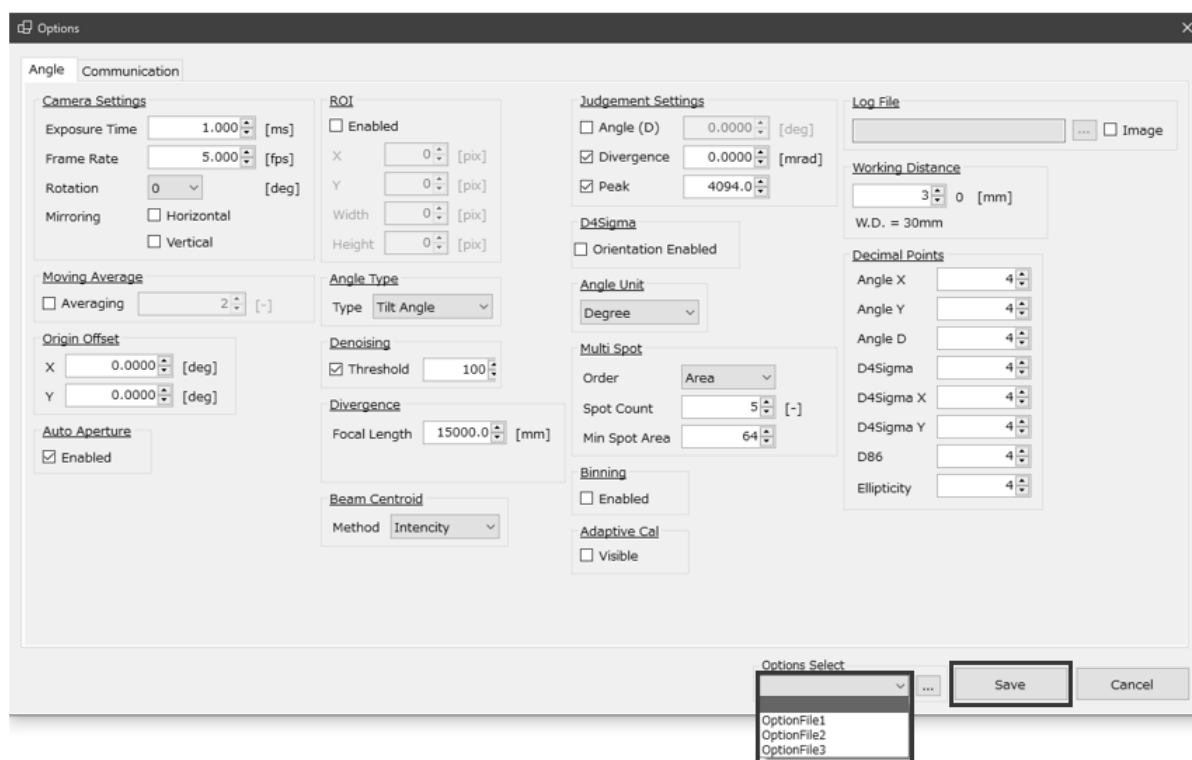 Options
Angle Communication
Camera Settings
Exposure Time 1.000 [ms]
Frame Rate 5.000 [fps]
Rotation 0 [deg]
Mirroring Horizontal
Vertical
Moving Average
Averaging 2 [-]
Origin Offset
X 0.0000 [deg]
Y 0.0000 [deg]
Auto Aperture
Enabled
ROI
Enabled
X 0 [pix]
Y 0 [pix]
Width 0 [pix]
Height 0 [pix]
Angle Type
Type Tilt Angle
Denoising
Threshold 100
Divergence
Focal Length 15000.0 [mm]
Beam Centroid
Method Intencity
Judgement Settings
Angle (D) 0.0000 [deg]
Divergence 0.0000 [mrad]
Peak 4094.0
D4Sigma
Orientation Enabled
Angle Unit
Degree
Multi Spot
Order Area
Spot Count 5 [-]
Min Spot Area 64
Binning
Enabled
Adaptive Cal
Visible
Log File
... Image
Working Distance
3 0 [mm]
W.D. = 30mm
Decimal Points
Angle X 4
Angle Y 4
Angle D 4
D4Sigma 4
D4Sigma X 4
D4Sigma Y 4
D86 4
Ellipticity 4
Options Select
... Save Cancel
OptionFile1
OptionFile2
OptionFile3